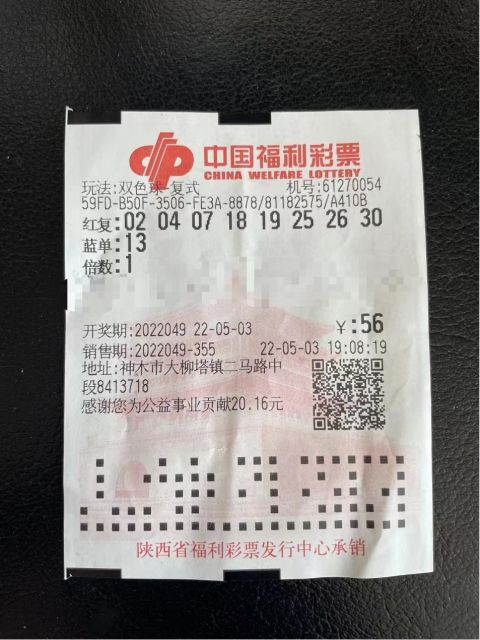 中国福利彩票
CHINA WELFARE LOTTERY
玩法:双色球-复式 机号:61270054
59FD-B50F-3506-FE3A-8878/81182575/A410B
红复:02 04 07 18 19 25 26 30
蓝单:13
倍数:1
开奖期:2022049 22-05-03 ¥:56
销售期:2022049-355 22-05-03 19:08:19
地址:神木市大柳塔镇二马路中
段8413718
感谢您为公益事业贡献20.16元
陕西省福利彩票发行中心承销